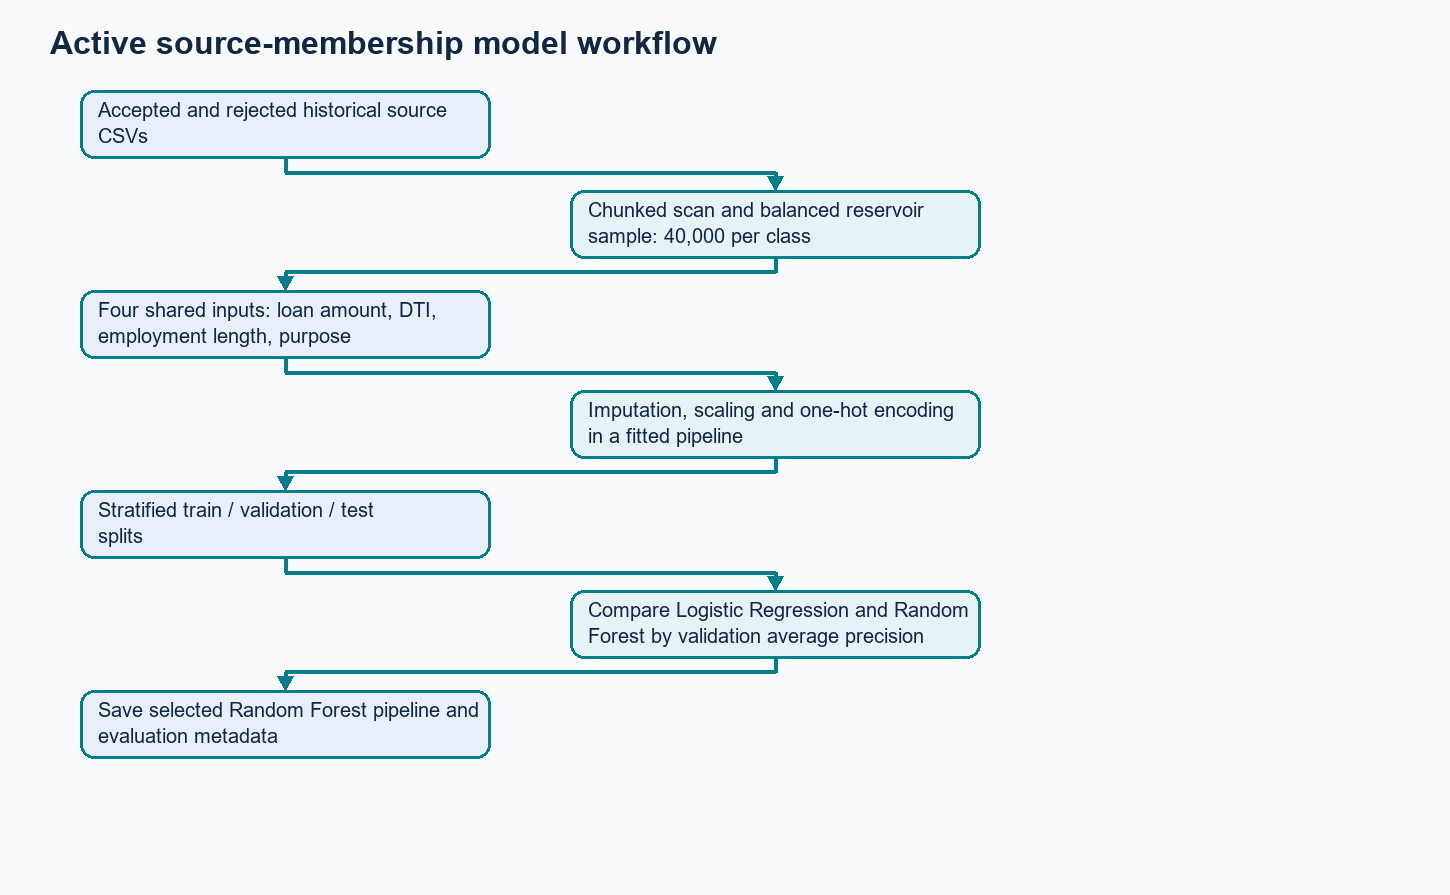 Active source-membership model workflow
Accepted and rejected historical source
CSVs
Chunked scan and balanced reservoir
sample: 40,000 per class
Four shared inputs: loan amount, DTI,
employment length, purpose
Imputation, scaling and one-hot encoding
in a fitted pipeline
Stratified train / validation / test
splits
Compare Logistic Regression and Random
Forest by validation average precision
Save selected Random Forest pipeline and
evaluation metadata